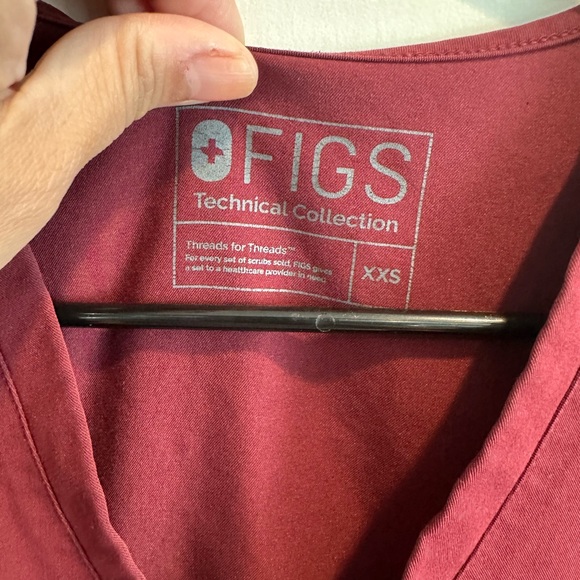 FIGS
Technical Collection
Threads for Threads™
For every set of scrubs sold, FIGS gives
a set to a healthcare provider in need.
XXS